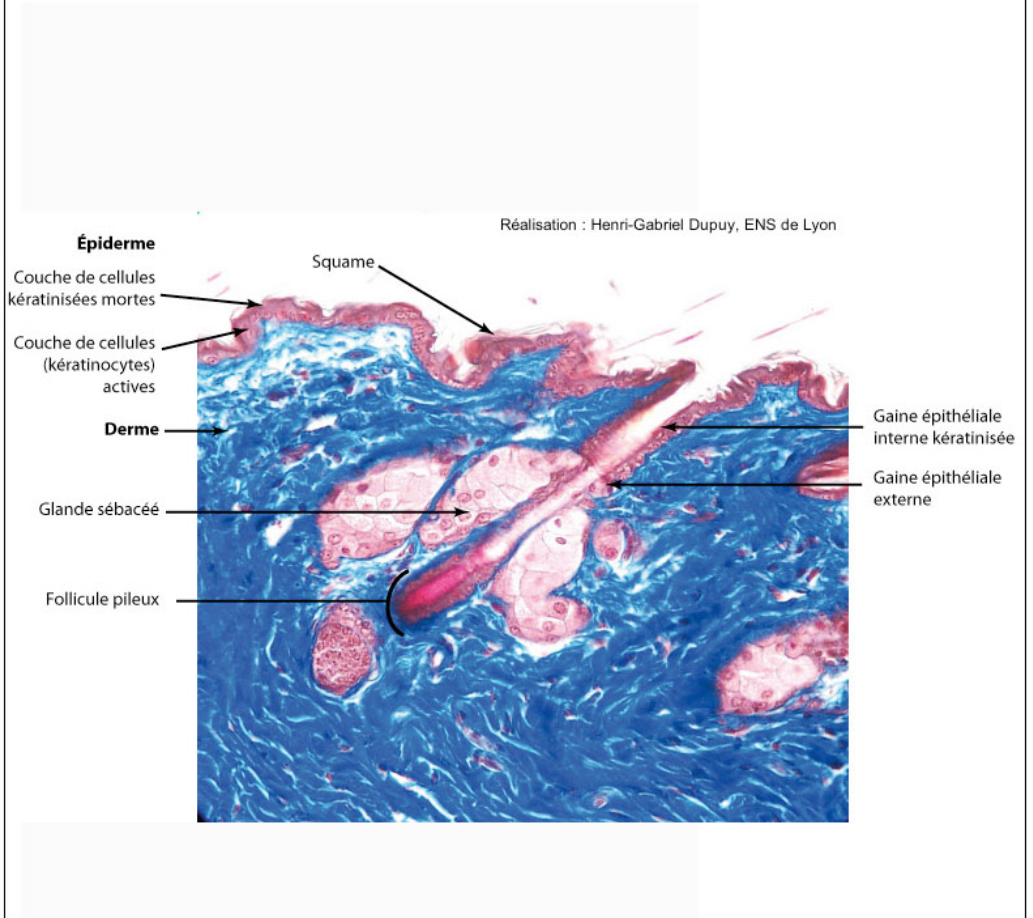 Réalisation : Henri-Gabriel Dupuy, ENS de Lyon
Épiderme
Squame
Couche de cellules
kératinisées mortes
Couche de cellules
(kératinocytes)
actives
Derme
Gaine épithéliale
interne kératinisée
Gaine épithéliale
externe
Glande sébacéé
Follicule pileux